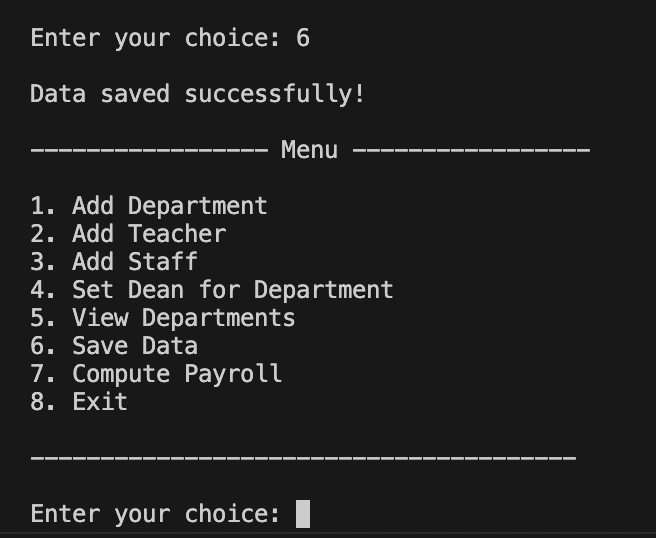 Enter your choice: 6
Data saved successfully!
----------------- Menu -----------------
1. Add Department
2. Add Teacher
3. Add Staff
4. Set Dean for Department
5. View Departments
6. Save Data
7. Compute Payroll
8. Exit
---------------------------------------
Enter your choice: